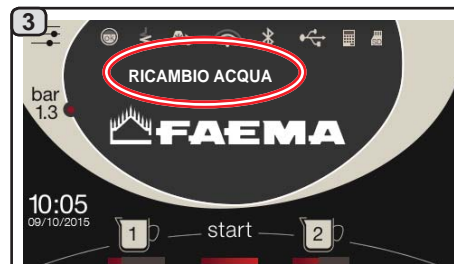 3
RICAMBIO ACQUA
bar
1.3
FAEMA
10:05
09/10/2015
1 start 2